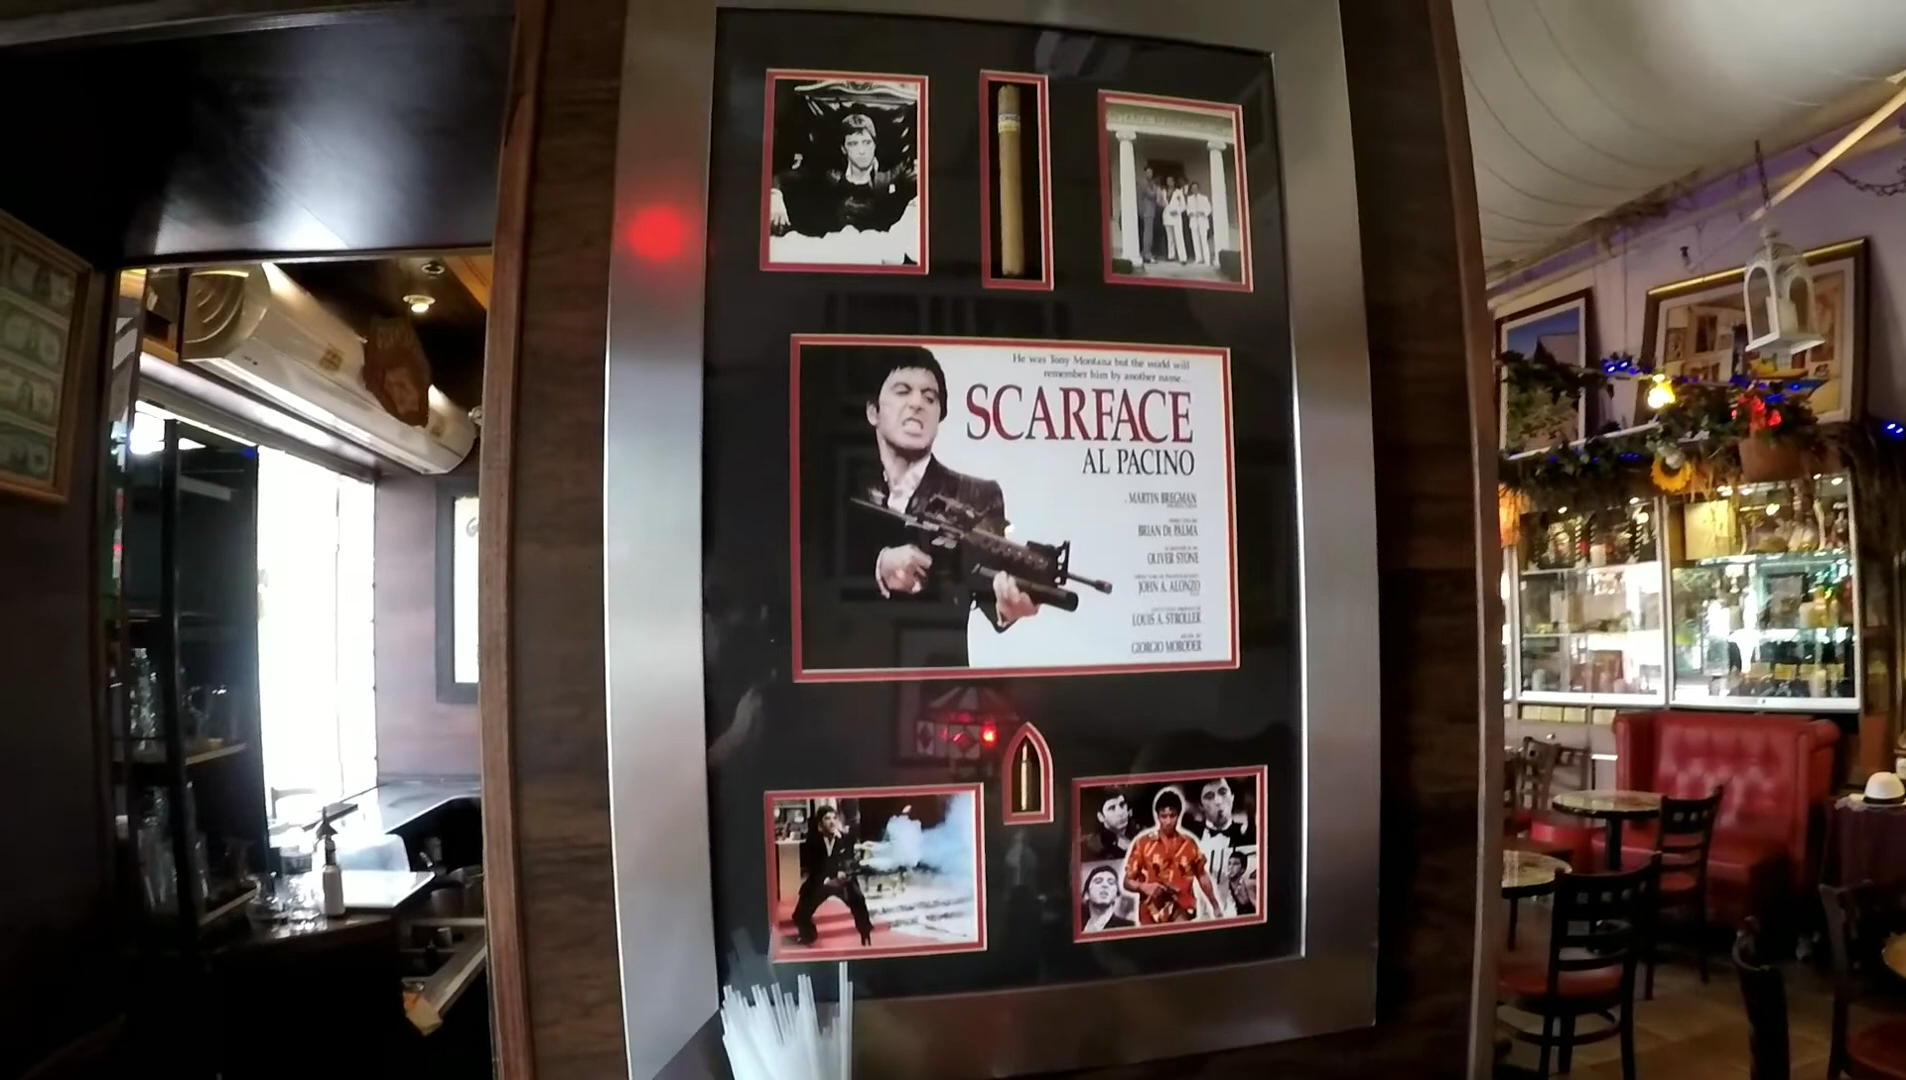 He was Tony Montana but the world will
remember him by another name...
SCARFACE
AL PACINO
MARTIN BREGMAN
BRIAN DE PALMA
OLIVER STONE
JOHN A. ALONZO
LOUIS A. STROLLER
GIORGIO MORODER